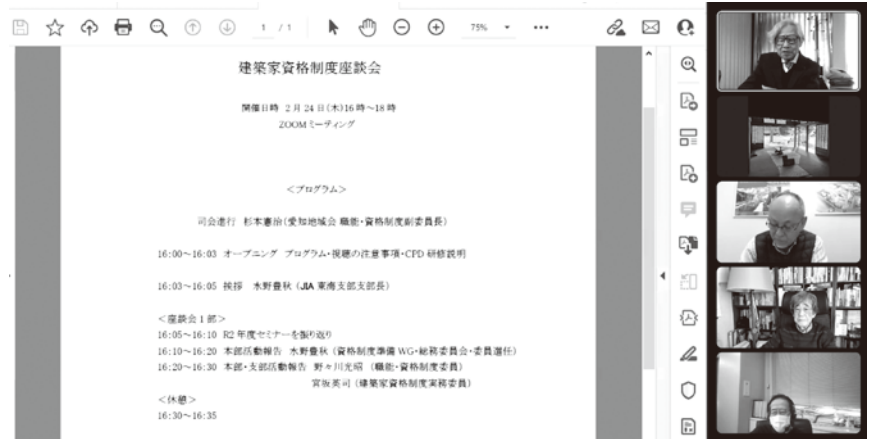 1 / 1
75%
建築家資格制度座談会
開催日時 2月24日(木)16時～18時
ZOOMミーティング
＜プログラム＞
司会進行 杉本憲治(愛知地域会 職能・資格制度副委員長)
16:00～16:03 オープニング プログラム・視聴の注意事項・CPD研修説明
16:03～16:05 挨拶 水野豊秋(JIA東海支部支部長)
＜座談会1部＞
16:05～16:10 R2年度セミナーを振り返り
16:10～16:20 本部活動報告 水野豊秋(資格制度準備WG・総務委員会・委員選任)
16:20～16:30 本部・支部活動報告 野々川光昭(職能・資格制度委員)
宮坂英司(建築家資格制度実務委員)
＜休憩＞
16:30～16:35